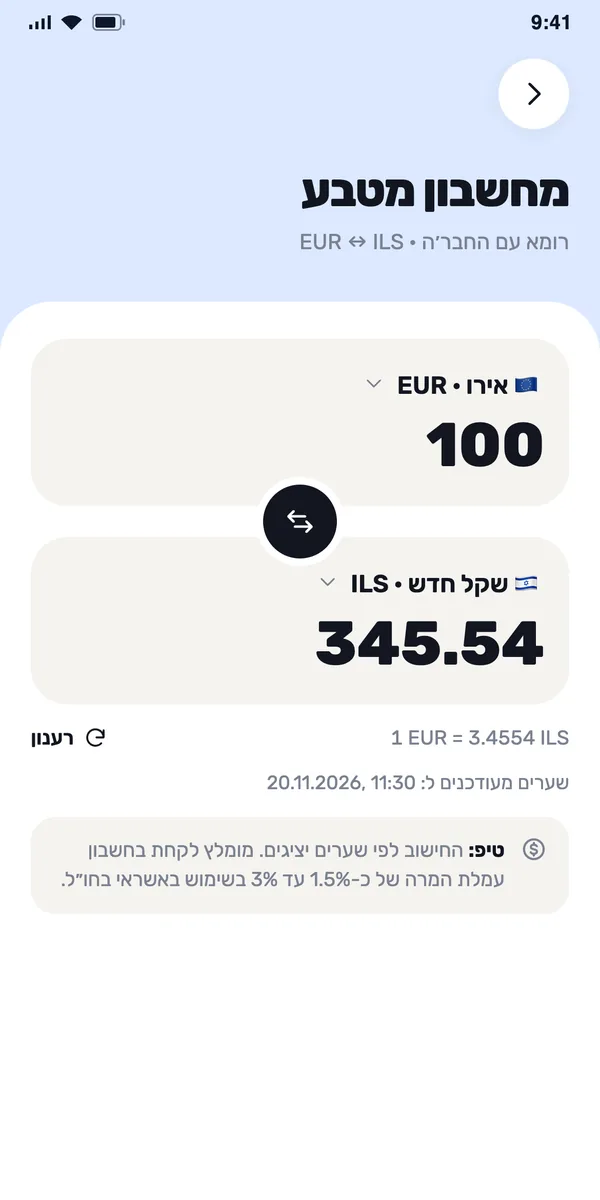 9:41
מחשבון מטבע
רומא עם החבר׳ה • EUR ↔ ILS
אירו • EUR
100
שקל חדש • ILS
345.54
1 EUR = 3.4554 ILS
רענון
שערים מעודכנים ל: 20.11.2026, 11:30
טיפ: החישוב לפי שערים יציגים. מומלץ לקחת בחשבון
עמלת המרה של כ-1.5% עד 3% בשימוש באשראי בחו״ל.